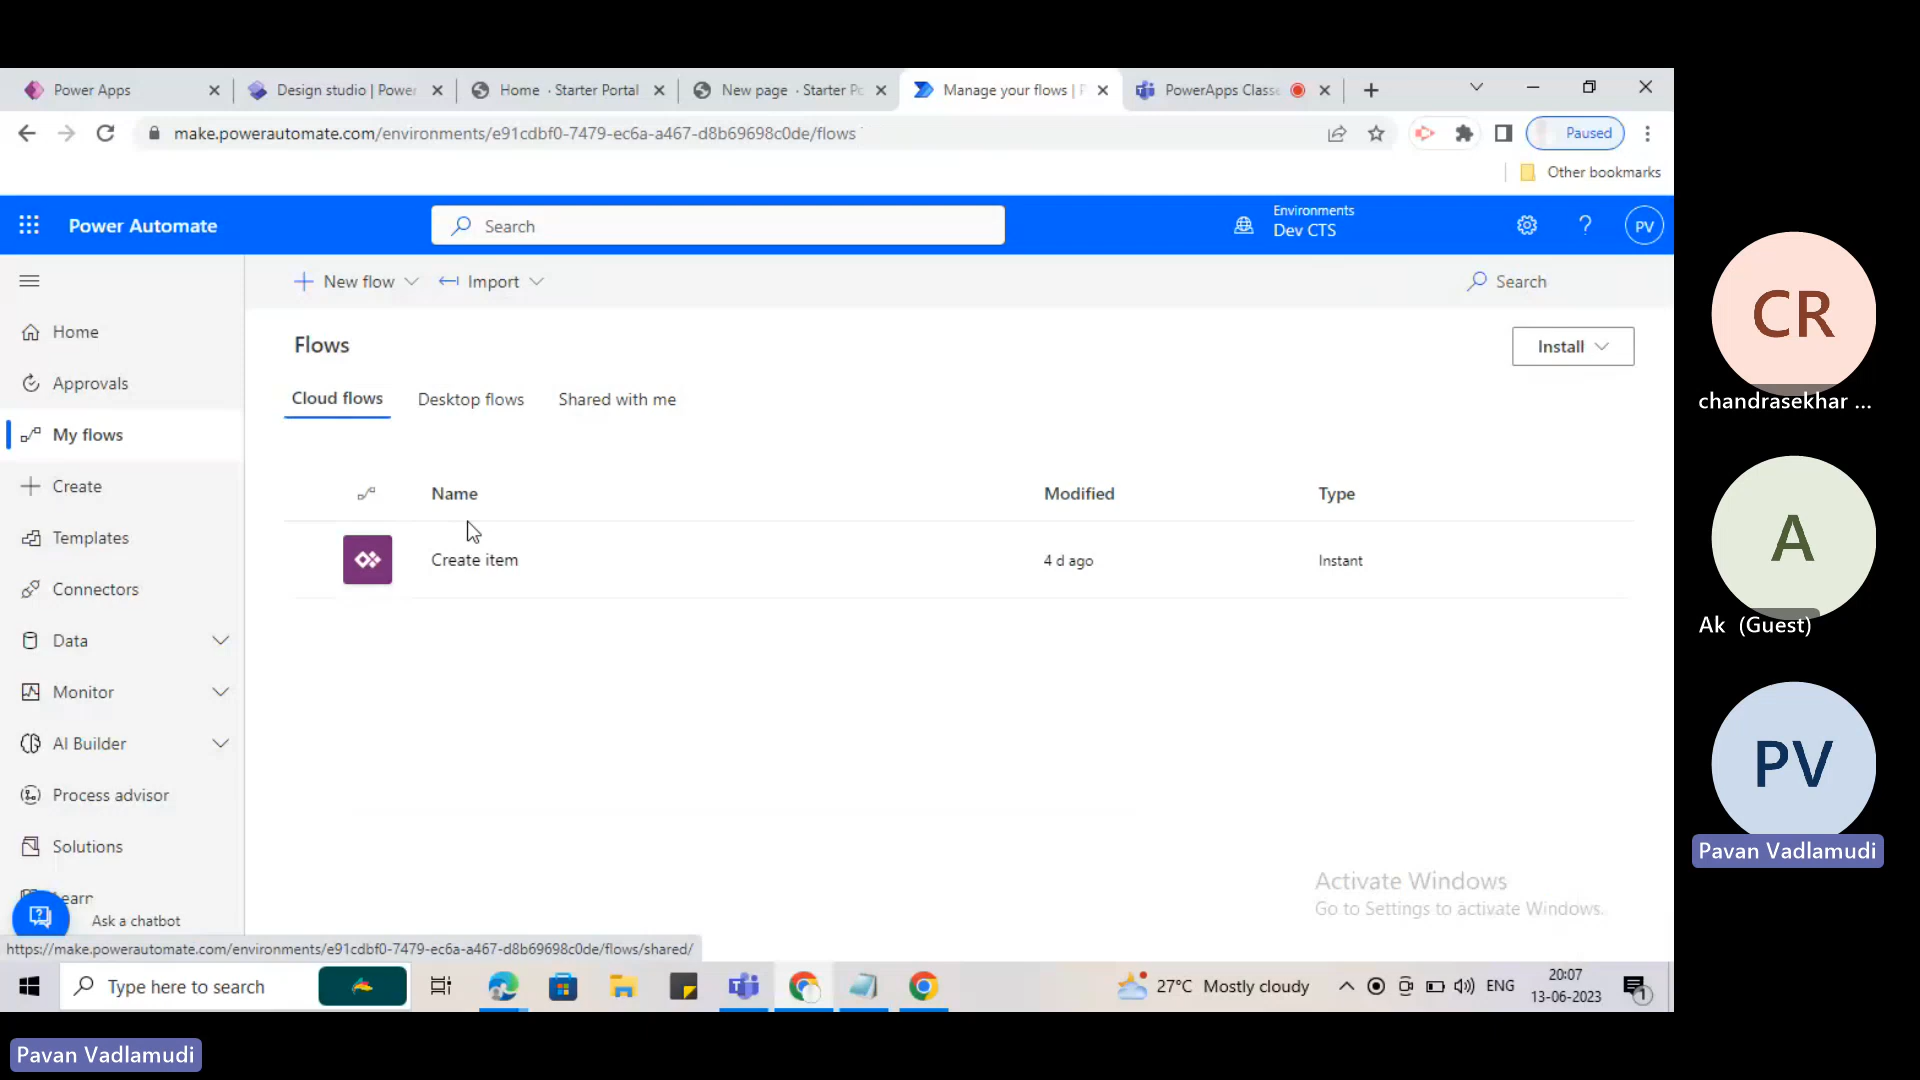 Power Apps
Design studio | Power
Home · Starter Portal
New page · Starter Po
Manage your flows | P
PowerApps Classe
make.powerautomate.com/environments/e91cdbf0-7479-ec6a-a467-d8b69698c0de/flows
Paused
Other bookmarks
Power Automate
Search
Environments
Dev CTS
PV
New flow
Import
Search
Home
Approvals
My flows
Create
Templates
Connectors
Data
Monitor
AI Builder
Process advisor
Solutions
earn
Ask a chatbot
Flows
Install
Cloud flows
Desktop flows
Shared with me
Name
Modified
Type
Create item
4 d ago
Instant
Activate Windows
Go to Settings to activate Windows.
https://make.powerautomate.com/environments/e91cdbf0-7479-ec6a-a467-d8b69698c0de/flows/shared/
Type here to search
27°C Mostly cloudy
ENG
20:07
13-06-2023
1
CR
chandrasekhar ...
A
Ak (Guest)
PV
Pavan Vadlamudi
Pavan Vadlamudi